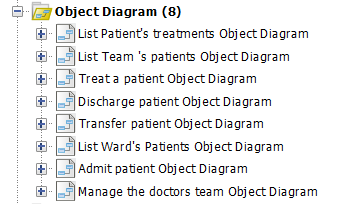 Object Diagram (8)
List Patient's treatments Object Diagram
List Team 's patients Object Diagram
Treat a patient Object Diagram
Discharge patient Object Diagram
Transfer patient Object Diagram
List Ward's Patients Object Diagram
Admit patient Object Diagram
Manage the doctors team Object Diagram